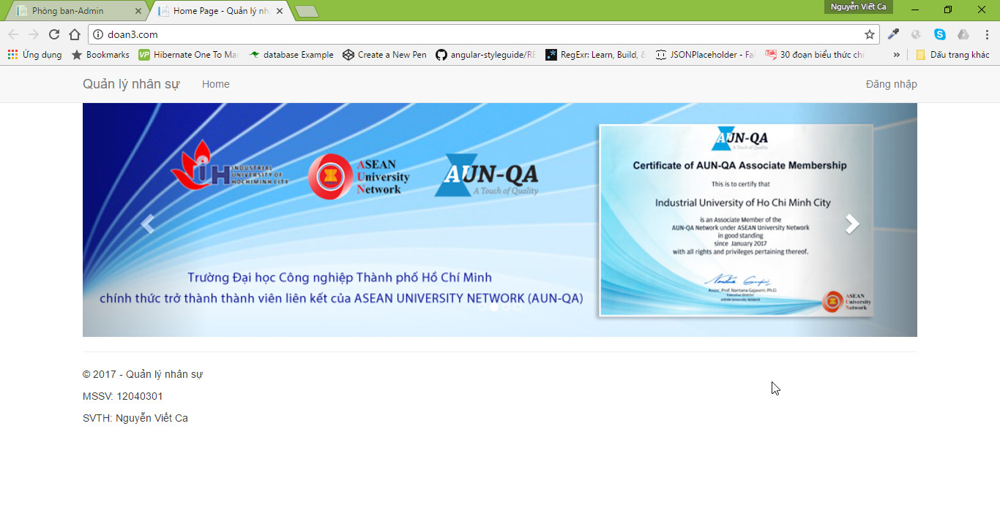 Nguyễn Viết Ca
Phòng ban-Admin
Home Page - Quản lý nh
doan3.com
Ứng dụng
Bookmarks
Hibernate One To Ma
database Example
Create a New Pen
angular-styleguide/RE
RegExr: Learn, Build, &
JSONPlaceholder - Fa
30 đoạn biểu thức ch
»
Dấu trang khác
Quản lý nhân sự
Home
Đăng nhập
INDUSTRIAL
UNIVERSITY OF
HOCHIMINH CITY
ASEAN
University
Network
AUN-QA
A Touch of Quality
Trường Đại học Công nghiệp Thành phố Hồ Chí Minh
chính thức trở thành thành viên liên kết của ASEAN UNIVERSITY NETWORK (AUN-QA)
AUN-QA
A Touch of Quality
Certificate of AUN-QA Associate Membership
This is to certify that
Industrial University of Ho Chi Minh City
is an Associate Member of the
AUN-QA Network under ASEAN University Network
in good standing
since January 2017
with all rights and privileges pertaining thereof.
Assoc. Prof. Nantana Gajaseni, Ph.D.
Executive Director
ASEAN University Network
ASEAN
University
Network
© 2017 - Quản lý nhân sự
MSSV: 12040301
SVTH: Nguyễn Viết Ca